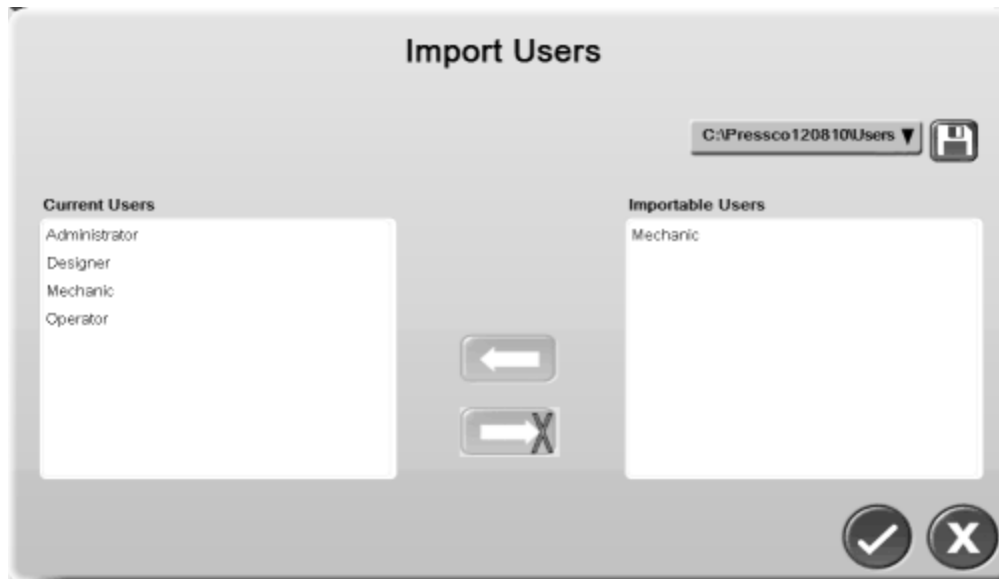 Import Users
C:\Pressco120810\Users
Current Users
Administrator
Designer
Mechanic
Operator
Importable Users
Mechanic